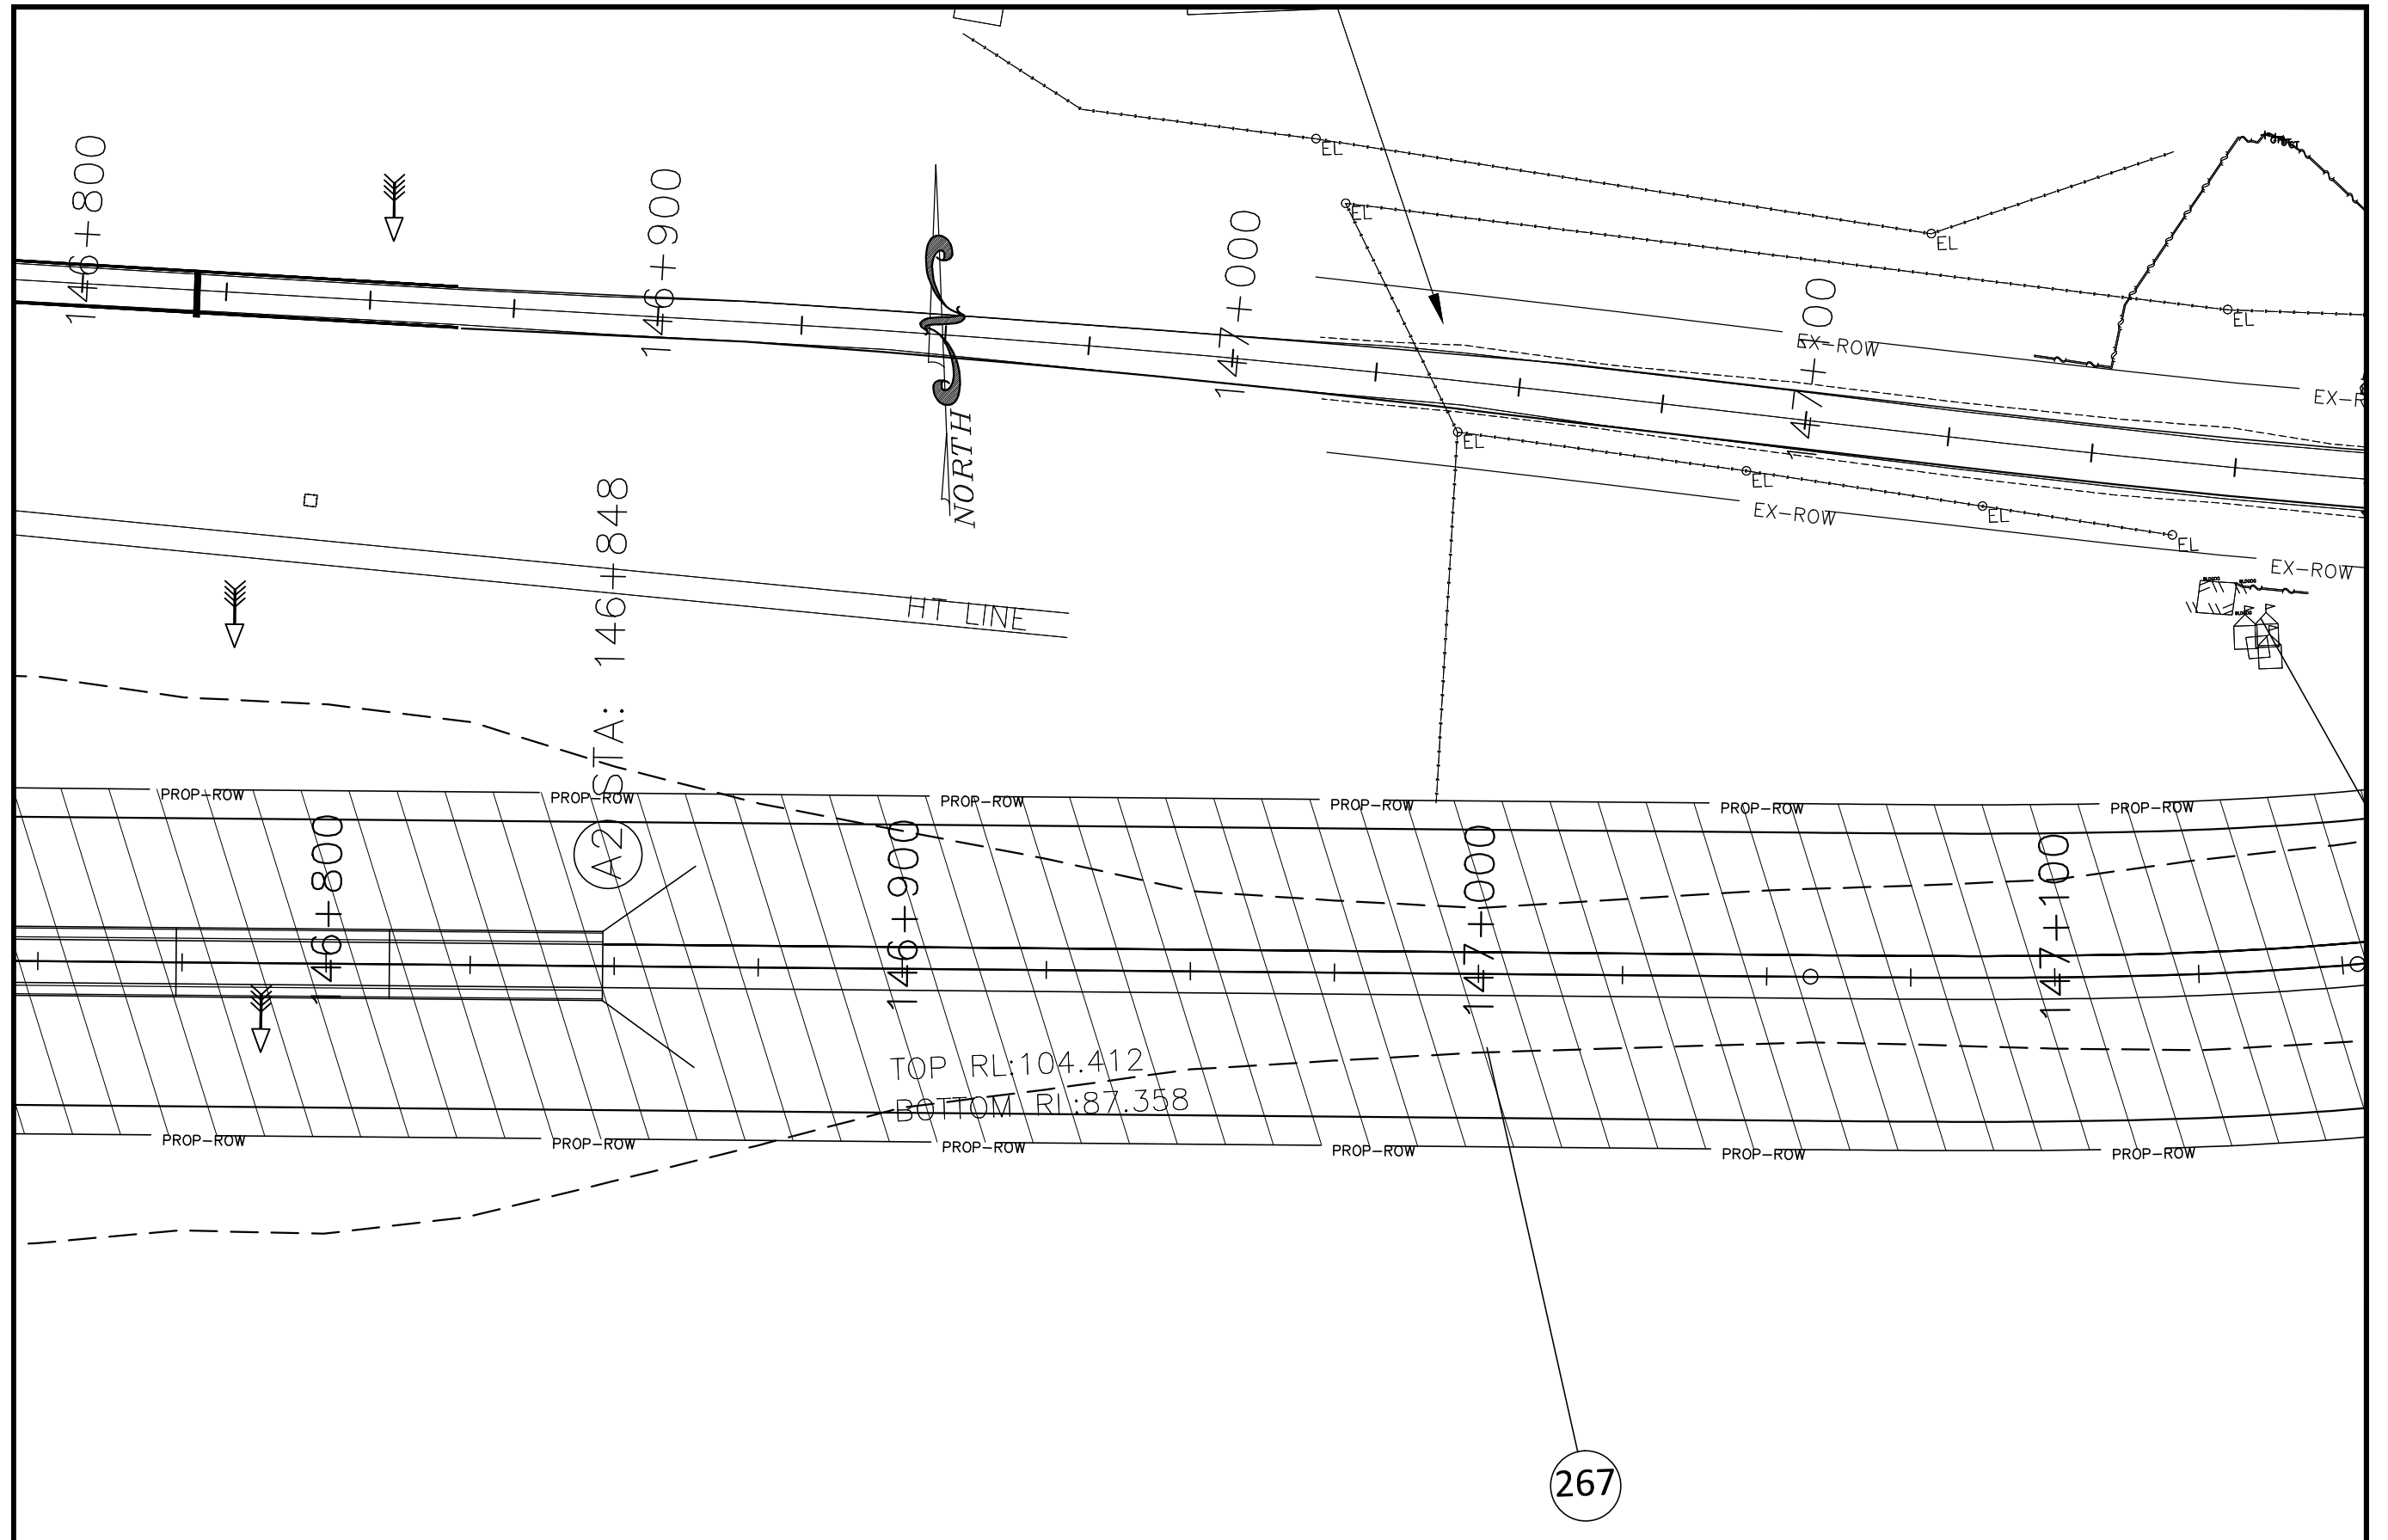 146+800
146+900
147+000
147+100
EL
EL
EL
EL
EX-ROW
EX-R
NORTH
EL
EL
EL
EL
EX-ROW
EX-ROW
HT LINE
STA: 146+848
A2
PROP-ROW
PROP-ROW
PROP-ROW
PROP-ROW
PROP-ROW
PROP-ROW
146+800
146+900
147+000
147+100
TOP RL:104.412
BOTTOM RL:87.358
PROP-ROW
PROP-ROW
PROP-ROW
PROP-ROW
PROP-ROW
PROP-ROW
267